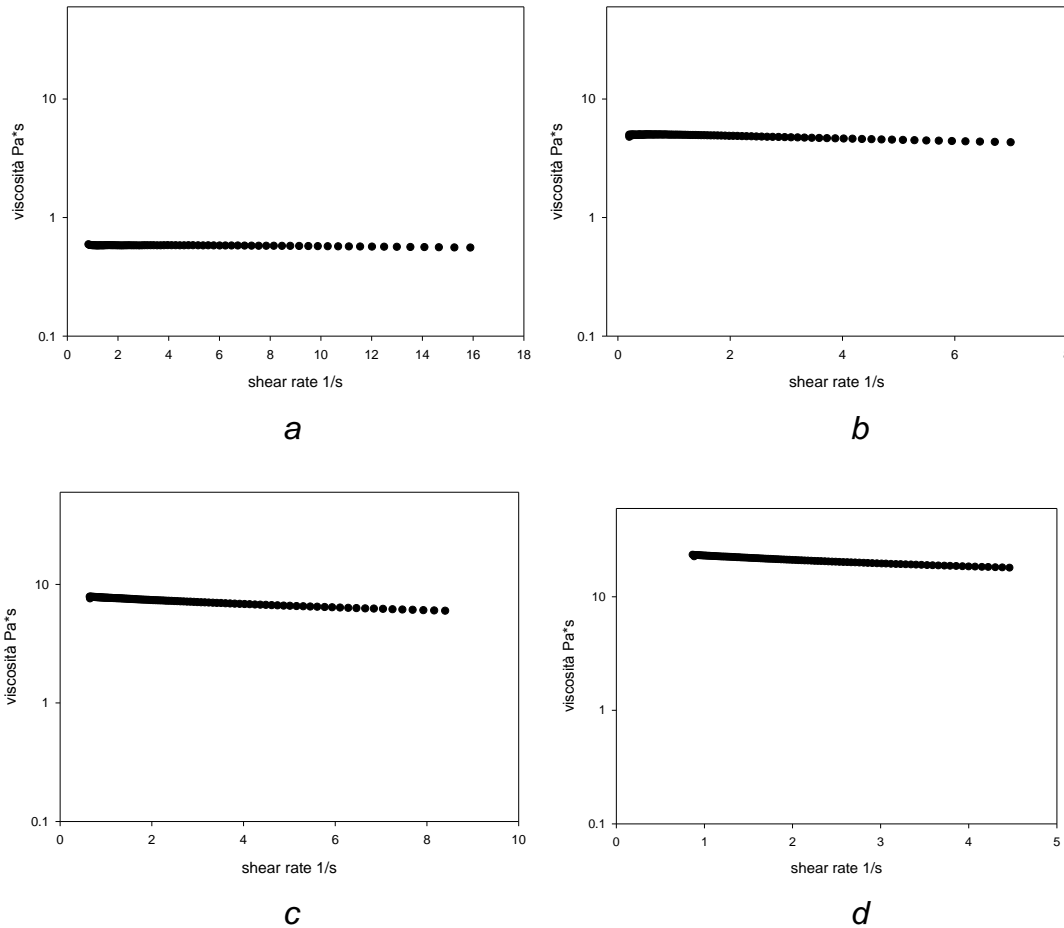 viscosità Pa*s
10
1
0.1
0 2 4 6 8 10 12 14 16 18
shear rate 1/s
a
viscosità Pa*s
10
1
0.1
0 2 4 6
shear rate 1/s
b
viscosità Pa*s
10
1
0.1
0 2 4 6 8 10
shear rate 1/s
c
viscosità Pa*s
10
1
0.1
0 1 2 3 4 5
shear rate 1/s
d